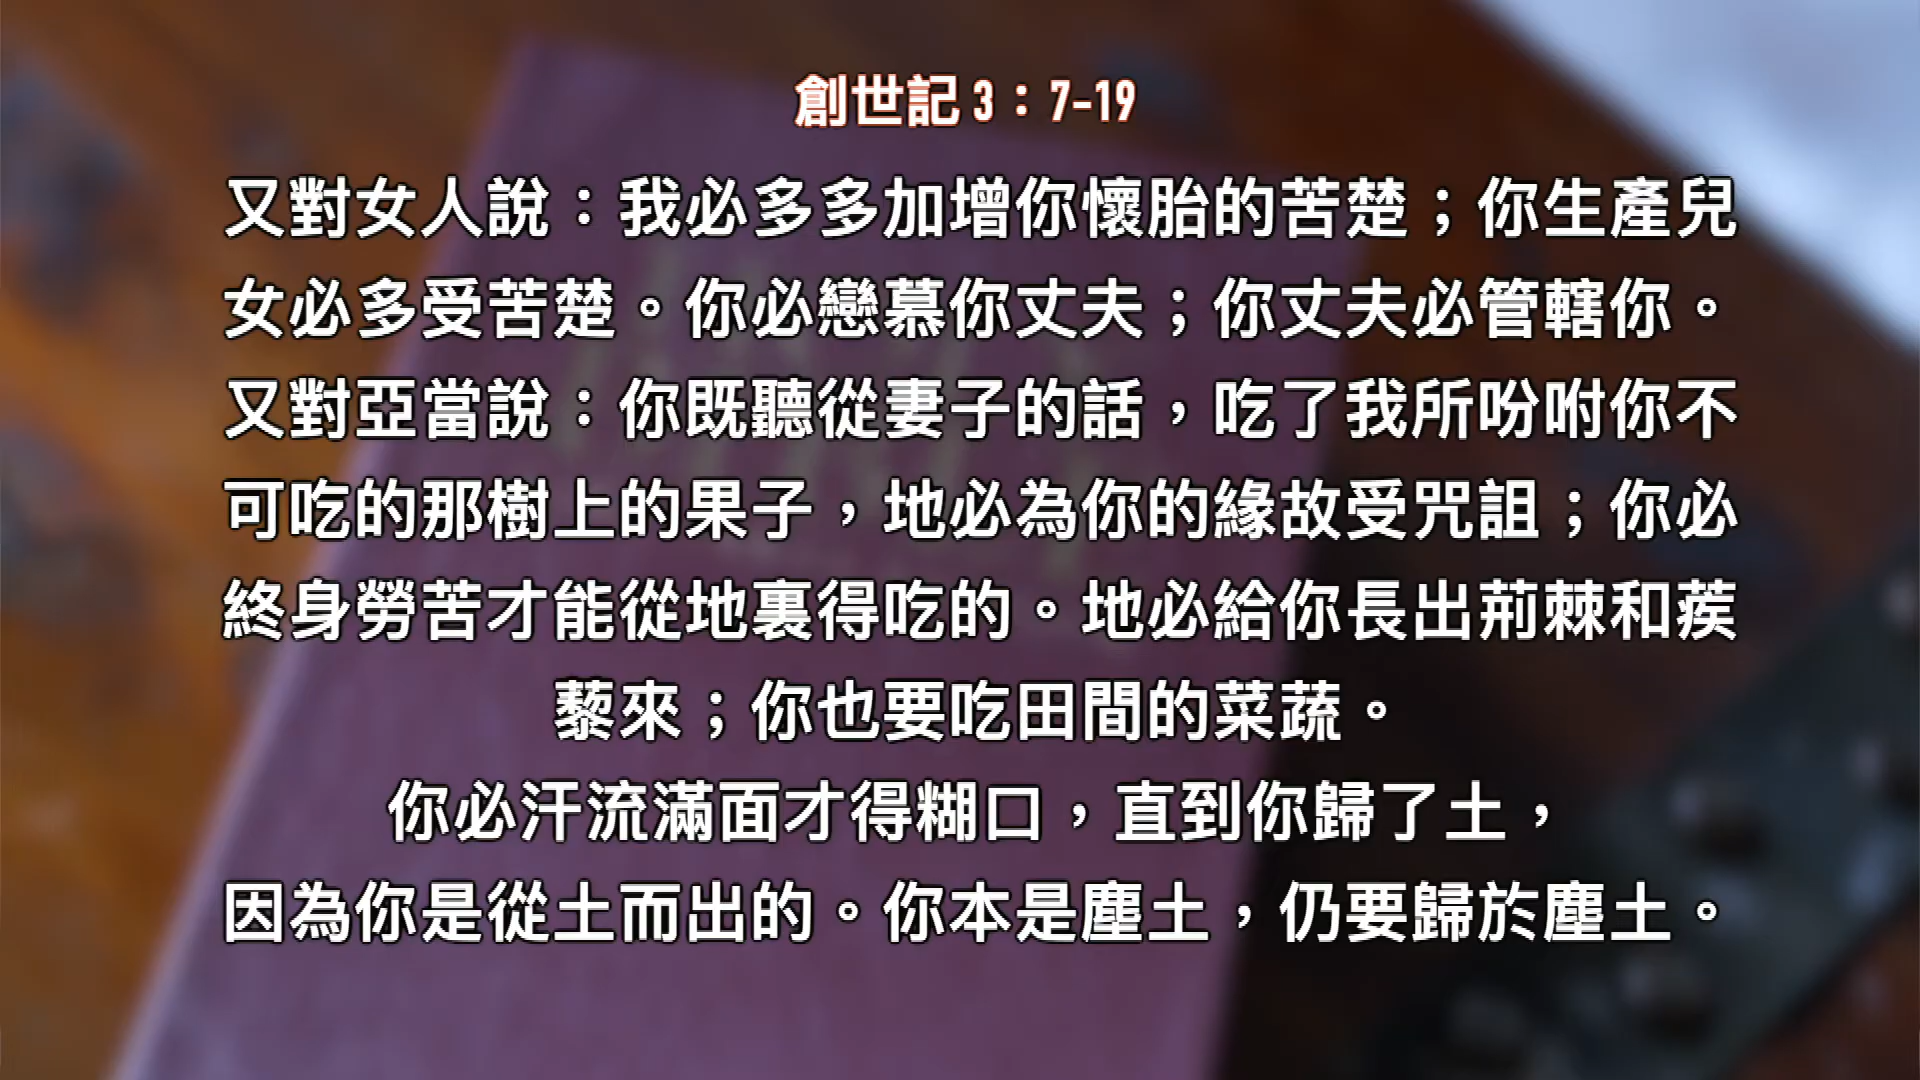 創世記 3：7-19
又對女人說：我必多多加增你懷胎的苦楚；你生產兒
女必多受苦楚。你必戀慕你丈夫；你丈夫必管轄你。
又對亞當說：你既聽從妻子的話，吃了我所吩咐你不
可吃的那樹上的果子，地必為你的緣故受咒詛；你必
終身勞苦才能從地裏得吃的。地必給你長出荊棘和蒺
藜來；你也要吃田間的菜蔬。
你必汗流滿面才得糊口，直到你歸了土，
因為你是從土而出的。你本是塵土，仍要歸於塵土。